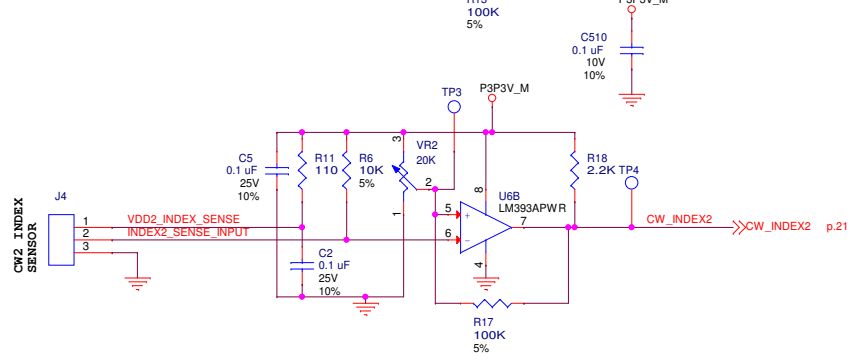 100K
5%
P3P3V_M
C510
0.1 uF
10V
10%
TP3
P3P3V_M
3
VR2
20K
C5
0.1 uF
25V
10%
R11
110
R6
10K
5%
2
1
8
U6B
LM393APWR
5
+
6
-
7
4
R18
2.2K
TP4
J4
CW2 INDEX
SENSOR
1
VDD2_INDEX_SENSE
2
INDEX2_SENSE_INPUT
3
CW_INDEX2
CW_INDEX2 p.21
C2
0.1 uF
25V
10%
R17
100K
5%